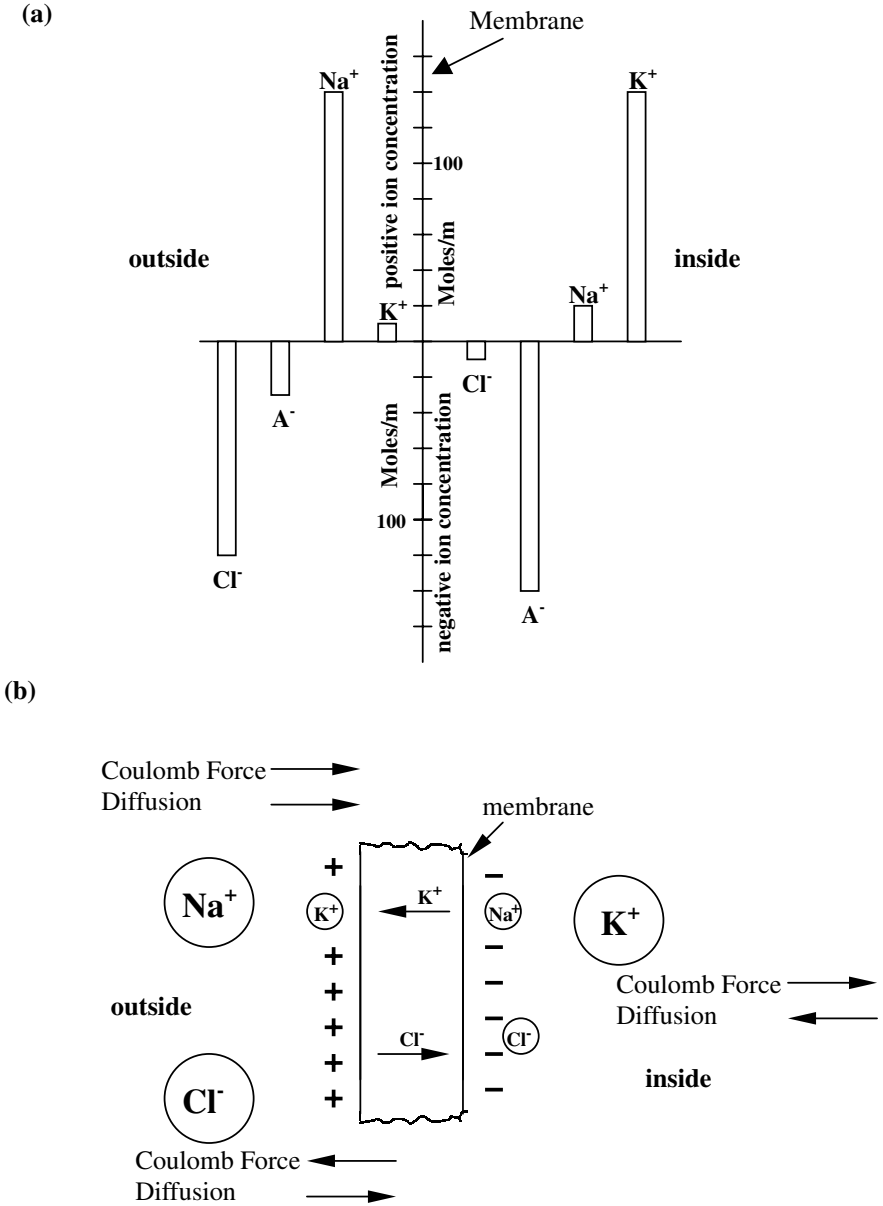 (a)
Membrane
Na⁺
K⁺
positive ion concentration
Moles/m
100
outside
inside
K⁺
Na⁺
Cl⁻
A⁻
Moles/m
negative ion concentration
100
Cl⁻
A⁻
(b)
Coulomb Force
Diffusion
membrane
+ −
Na⁺
K⁺
K⁺
Na⁺
K⁺
+ −
+ −
+ −
+ −
+ −
outside
Coulomb Force
Diffusion
Cl⁻
Cl⁻
Cl⁻
inside
Coulomb Force
Diffusion